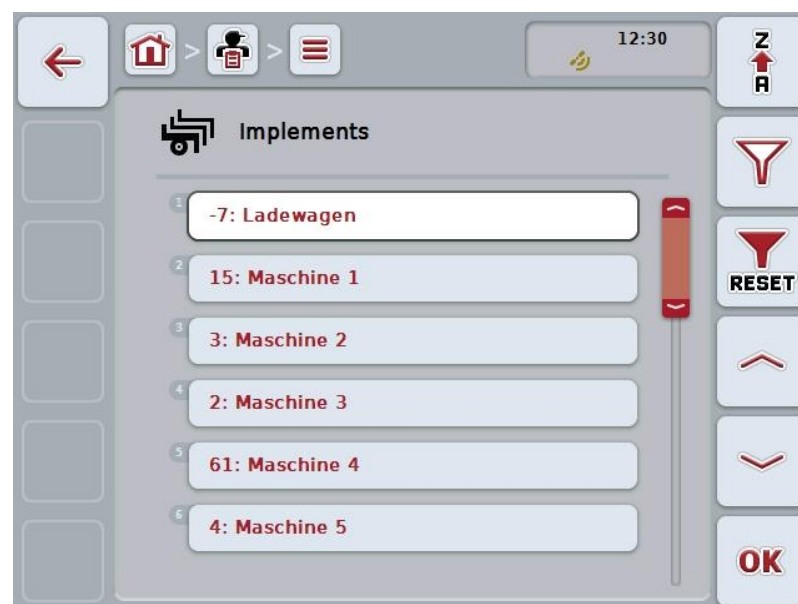 > >
12:30
Z
A
Implements
1
-7: Ladewagen
2
15: Maschine 1
RESET
3
3: Maschine 2
4
2: Maschine 3
5
61: Maschine 4
6
4: Maschine 5
OK